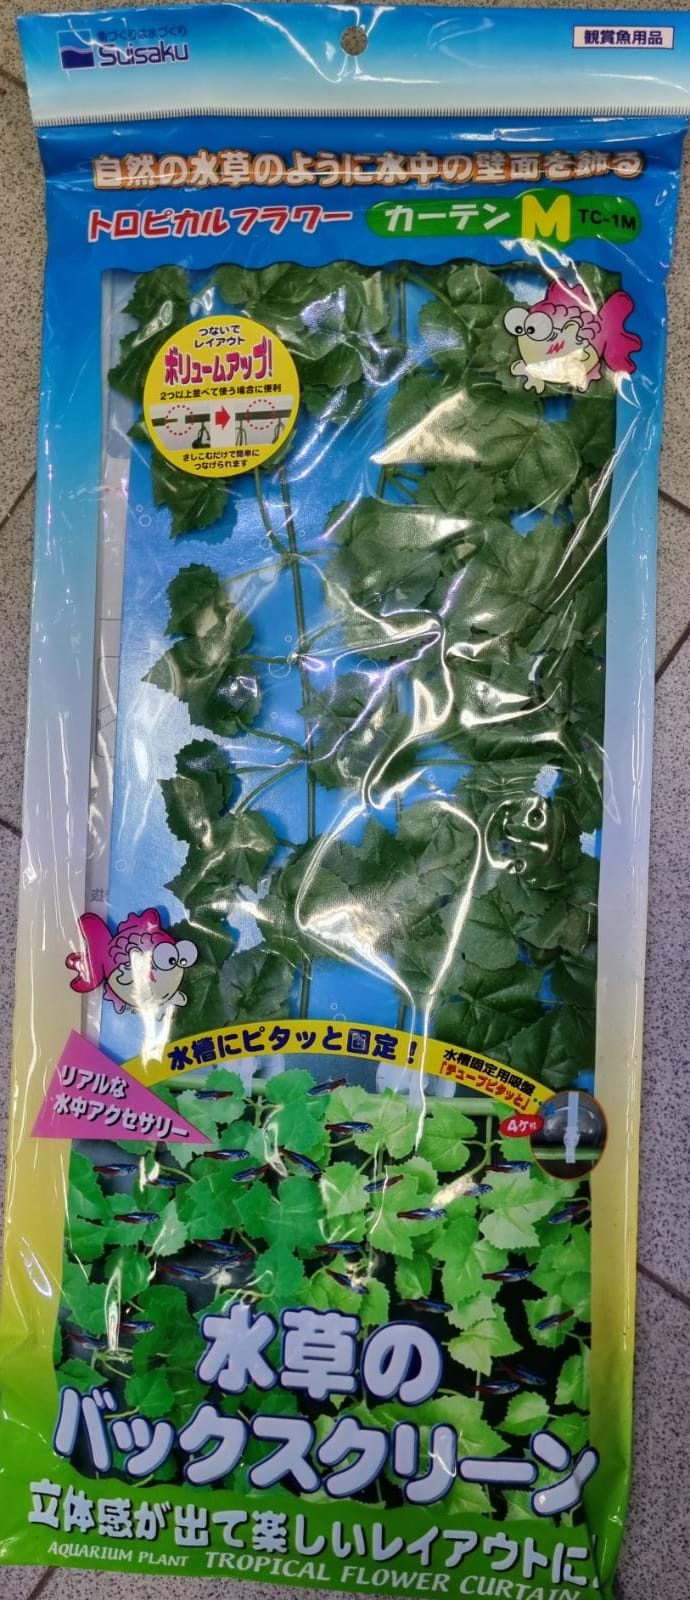 魚づくりは水づくり
Suisaku
観賞魚用品
自然の水草のように水中の壁面を飾る
トロピカルフラワー カーテン M TC-1M
つないで
レイアウト
ボリュームアップ!
2つ以上並べて使う場合に便利
さしこむだけで簡単に
つなげられます
水槽にピタッと固定!
水槽固定用吸盤
「チューブピタッと」
4ケ付
リアルな
水中アクセサリー
水草の
バックスクリーン
立体感が出て楽しいレイアウトに!
AQUARIUM PLANT TROPICAL FLOWER CURTAIN